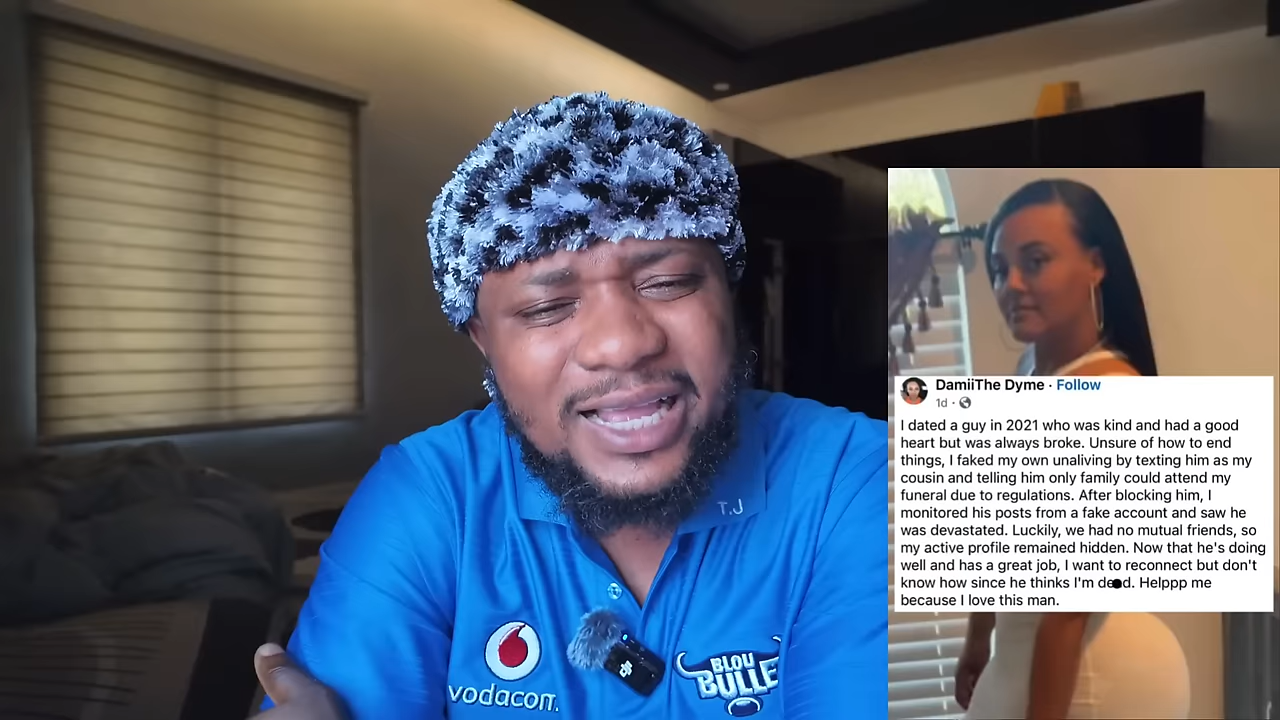 T.J
vodacom.
BLOU
BULLE
DamiiThe Dyme · Follow
1d ·
I dated a guy in 2021 who was kind and had a good
heart but was always broke. Unsure of how to end
things, I faked my own unaliving by texting him as my
cousin and telling him only family could attend my
funeral due to regulations. After blocking him, I
monitored his posts from a fake account and saw he
was devastated. Luckily, we had no mutual friends, so
my active profile remained hidden. Now that he's doing
well and has a great job, I want to reconnect but don't
know how since he thinks I'm de●d. Helppp me
because I love this man.